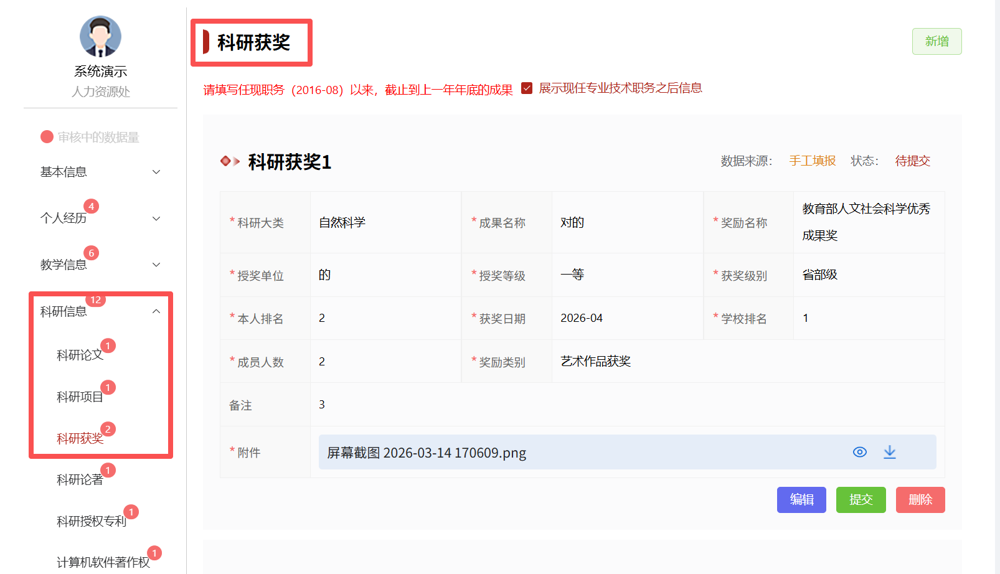 系统演示
人力资源处
审核中的数据量
基本信息
个人经历 4
教学信息 6
科研信息 12
科研论文 1
科研项目 1
科研获奖 2
科研论著 1
科研授权专利 1
计算机软件著作权 1
科研获奖
新增
请填写任现职务（2016-08）以来，截止到上一年年底的成果 展示现任专业技术职务之后信息
科研获奖1
数据来源： 手工填报 状态： 待提交
*科研大类 自然科学 *成果名称 对的 *奖励名称 教育部人文社会科学优秀
成果奖
*授奖单位 的 *授奖等级 一等 *获奖级别 省部级
*本人排名 2 *获奖日期 2026-04 *学校排名 1
*成员人数 2 *奖励类别 艺术作品获奖
备注 3
*附件 屏幕截图 2026-03-14 170609.png
编辑 提交 删除